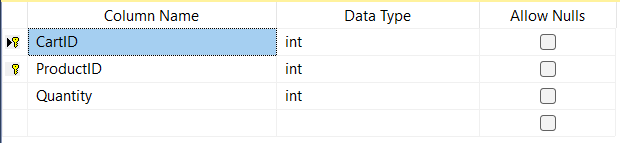 Column Name Data Type Allow Nulls
CartID int
ProductID int
Quantity int